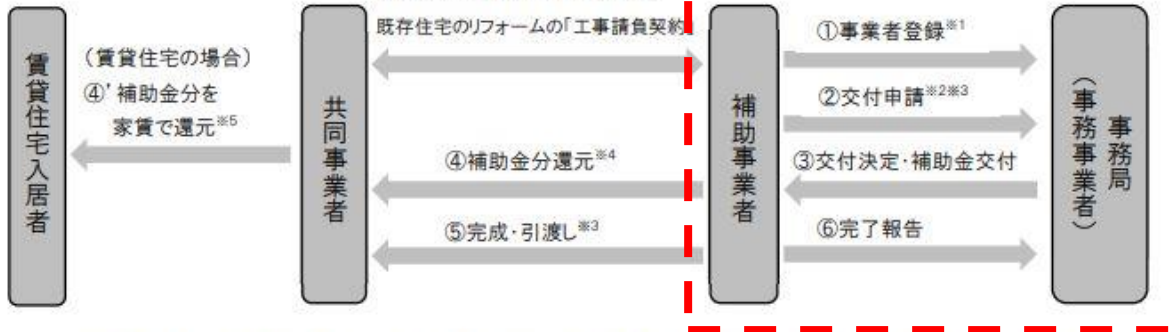 賃貸住宅入居者
(賃貸住宅の場合)
④’補助金分を
家賃で還元※5
共同事業者
既存住宅のリフォームの「工事請負契約」
④補助金分還元※4
⑤完成・引渡し※3
補助事業者
①事業者登録※1
②交付申請※2※3
③交付決定・補助金交付
⑥完了報告
事務局
(事務事業者)